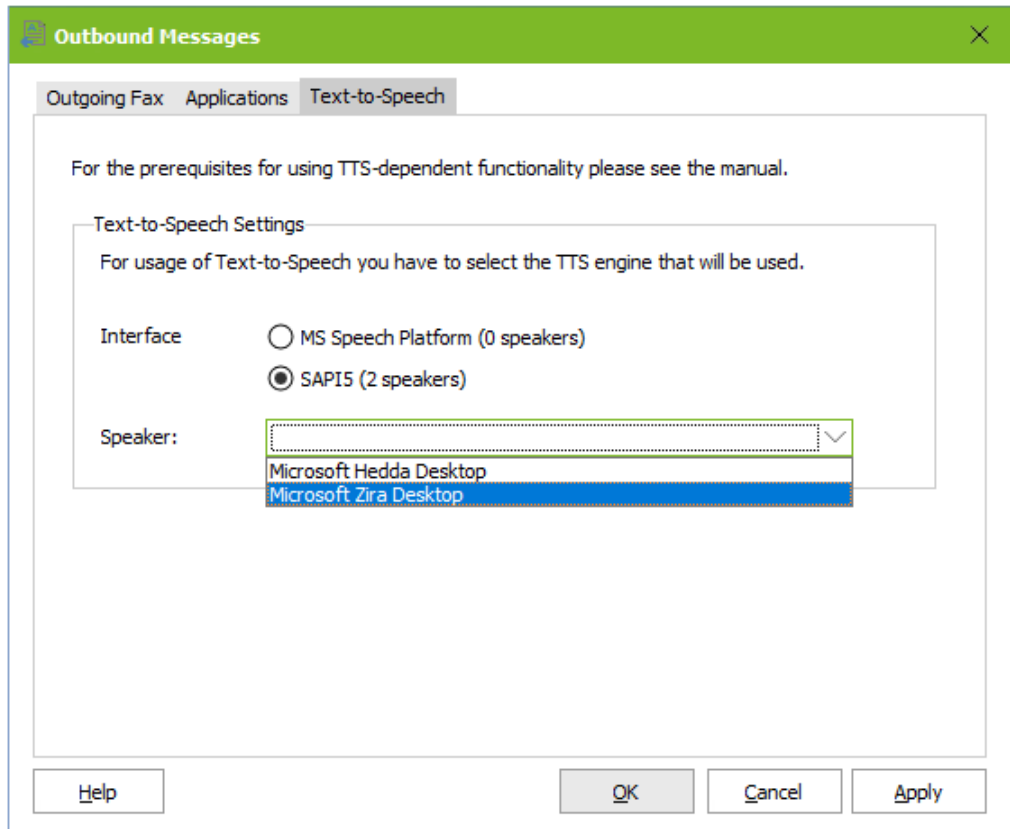 Outbound Messages
Outgoing Fax Applications Text-to-Speech
For the prerequisites for using TTS-dependent functionality please see the manual.
Text-to-Speech Settings
For usage of Text-to-Speech you have to select the TTS engine that will be used.
Interface MS Speech Platform (0 speakers)
SAPI5 (2 speakers)
Speaker:
Microsoft Hedda Desktop
Microsoft Zira Desktop
Help OK Cancel Apply